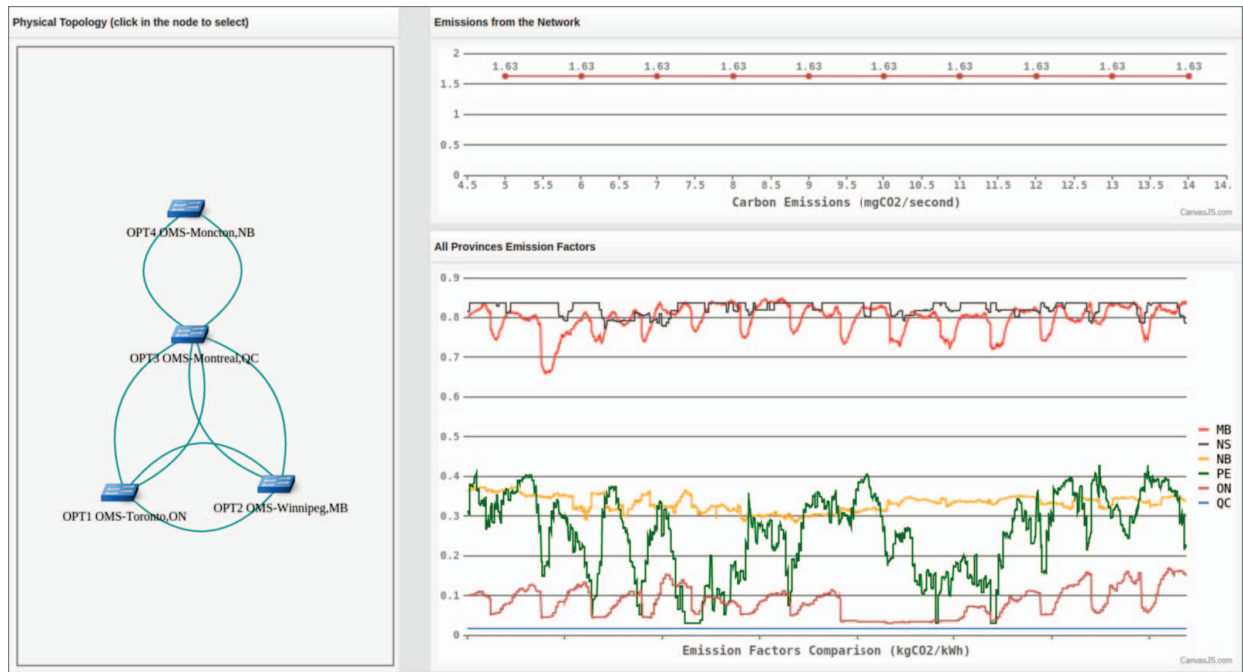 Physical Topology (click in the node to select)
OPT4 OMS-Moncton,NB
OPT3 OMS-Montreal,QC
OPT1 OMS-Toronto,ON
OPT2 OMS-Winnipeg,MB
Emissions from the Network
2
1.5
1
0.5
0
1.63 1.63 1.63 1.63 1.63 1.63 1.63 1.63 1.63 1.63
4.5 5 5.5 6 6.5 7 7.5 8 8.5 9 9.5 10 10.5 11 11.5 12 12.5 13 13.5 14 14.
Carbon Emissions (mgCO2/second)
CanvasJS.com
All Provinces Emission Factors
0.9
0.8
0.7
0.6
0.5
0.4
0.3
0.2
0.1
0
MB
NS
NB
PE
ON
QC
Emission Factors Comparison (kgCO2/kWh)
CanvasJS.com